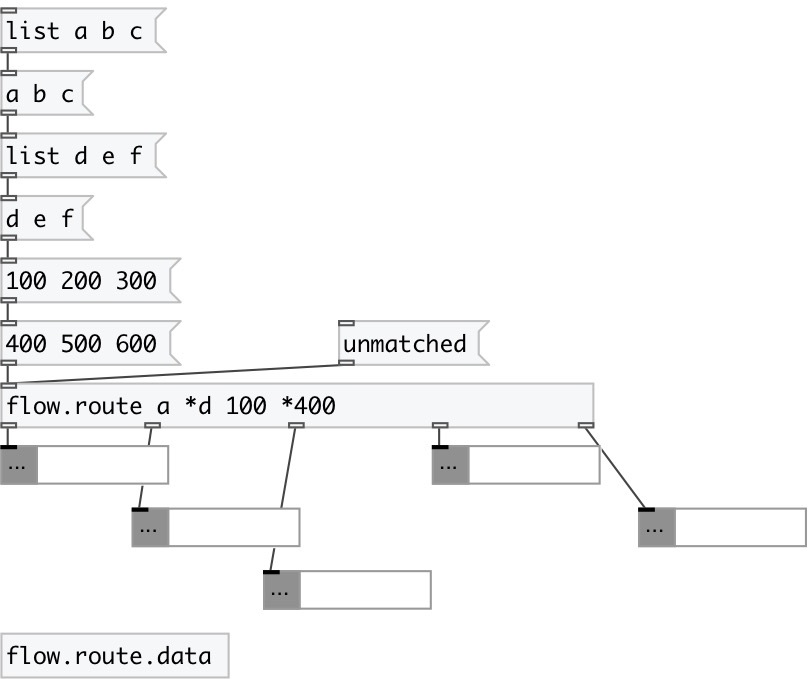 list a b c
a b c
list d e f
d e f
100 200 300
400 500 600
unmatched
flow.route a *d 100 *400
...
...
...
...
...
flow.route.data